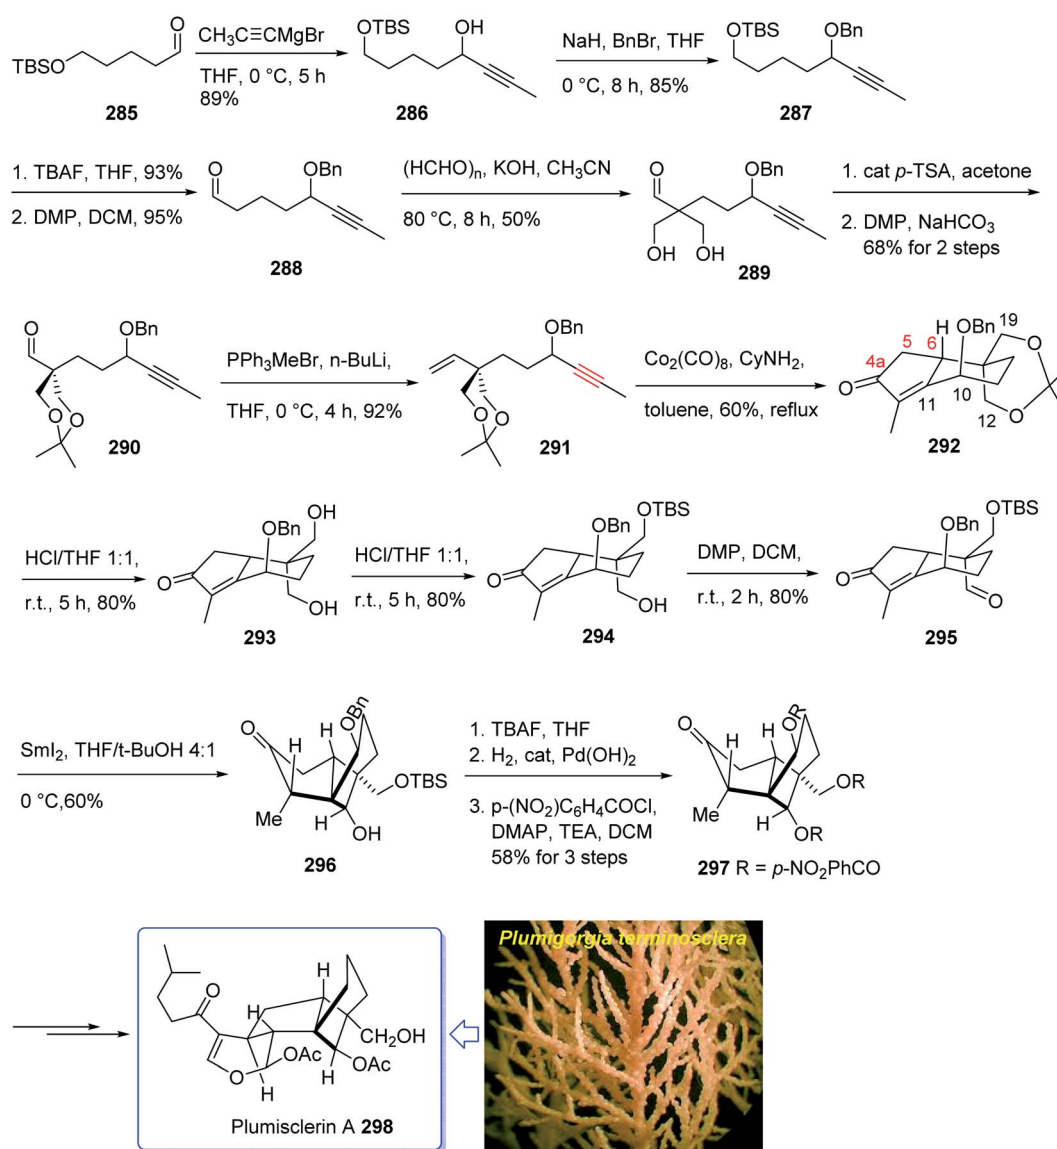 OTBS OH
OTBS OBn
O
CH3C≡CMgBr
NaH, BnBr, THF
TBSO
THF, 0 °C, 5 h
89%
0 °C, 8 h, 85%
285
286
287
1. TBAF, THF, 93%
2. DMP, DCM, 95%
O OBn
(HCHO)n, KOH, CH3CN
80 °C, 8 h, 50%
O OBn
OH OH
1. cat p-TSA, acetone
2. DMP, NaHCO3
68% for 2 steps
288
289
O OBn
O
O
PPh3MeBr, n-BuLi,
THF, 0 °C, 4 h, 92%
OBn
O
O
Co2(CO)8, CyNH2,
toluene, 60%, reflux
H OBn 19
5 6 O
4a
O
10
11 12 O
290
291
292
HCl/THF 1:1,
r.t., 5 h, 80%
OH
OBn
O
OH
HCl/THF 1:1,
r.t., 5 h, 80%
OTBS
OBn
O
OH
DMP, DCM,
r.t., 2 h, 80%
OTBS
OBn
O
O
293
294
295
SmI2, THF/t-BuOH 4:1
0 °C,60%
OBn
O H H
OTBS
Me H OH
296
1. TBAF, THF
2. H2, cat, Pd(OH)2
3. p-(NO2)C6H4COCl,
DMAP, TEA, DCM
58% for 3 steps
OR
O H H
OR
Me H OR
297 R = p-NO2PhCO
O
H
H
OAc
O
H
CH2OH
OAc
H
Plumisclerin A 298
Plumigorgia terminosclera